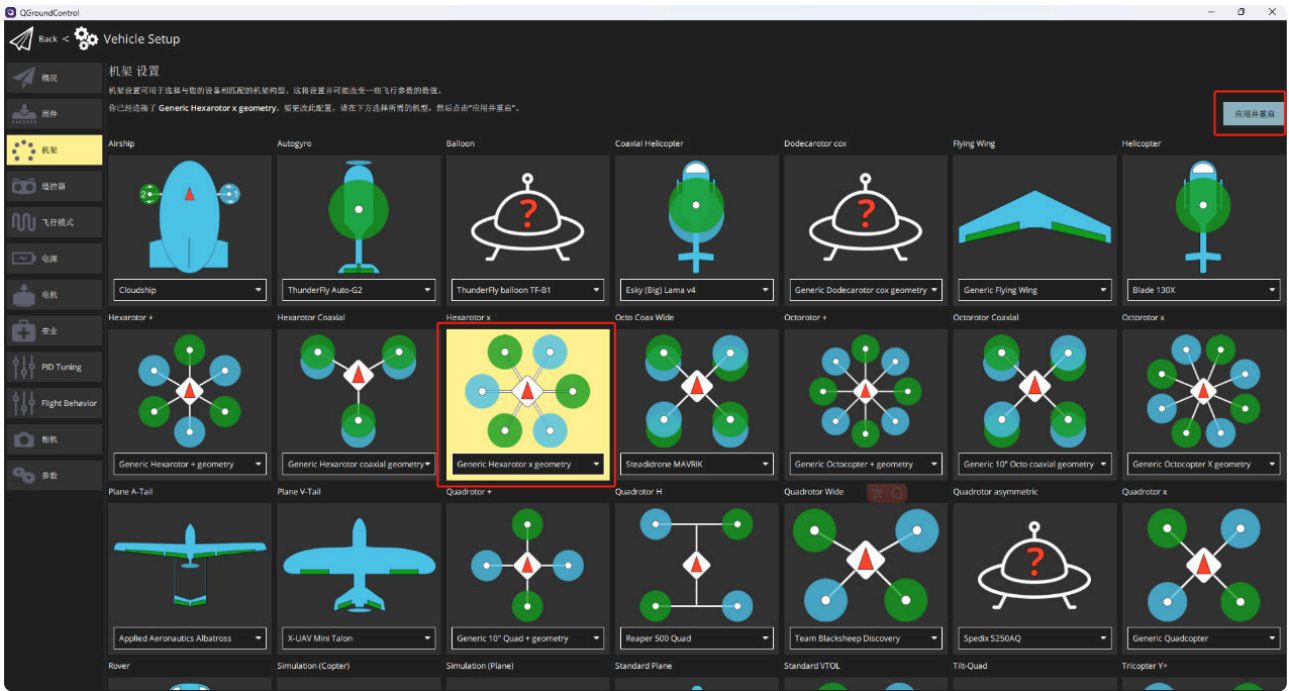 QGroundControl
Back < Vehicle Setup
机架 设置
机架设置可用于选择与您的设备相匹配的机架构型。这将设置并可能改变一些飞行参数的数值。
你已经连接了 Generic Hexarotor x geometry。要更改此配置，请在下方选择所需的机型，然后点击“应用并重启”。
应用并重启
概况
固件
机架
遥控器
飞行模式
电源
电机
安全
PID Tuning
Flight Behavior
相机
参数
Airship
Autogyro
Balloon
Coaxial Helicopter
Dodecarotor cox
Flying Wing
Helicopter
2
1
?
?
Cloudship
ThunderFly Auto-G2
ThunderFly balloon TF-B1
Esky (Big) Lama v4
Generic Dodecarotor cox geometry
Generic Flying Wing
Blade 130X
Hexarotor +
Hexarotor Coaxial
Hexarotor x
Octo Coax Wide
Octorotor +
Octorotor Coaxial
Octorotor x
Generic Hexarotor + geometry
Generic Hexarotor coaxial geometry
Generic Hexarotor x geometry
Steadidrone MAVRIK
Generic Octocopter + geometry
Generic 10" Octo coaxial geometry
Generic Octocopter X geometry
Plane A-Tail
Plane V-Tail
Quadrotor +
Quadrotor H
Quadrotor Wide
Quadrotor asymmetric
Quadrotor x
?
Applied Aeronautics Albatross
X-UAV Mini Talon
Generic 10" Quad + geometry
Reaper 500 Quad
Team Blacksheep Discovery
Spedix S250AQ
Generic Quadcopter
Rover
Simulation (Copter)
Simulation (Plane)
Standard Plane
Standard VTOL
Tilt-Quad
Tricopter Y+